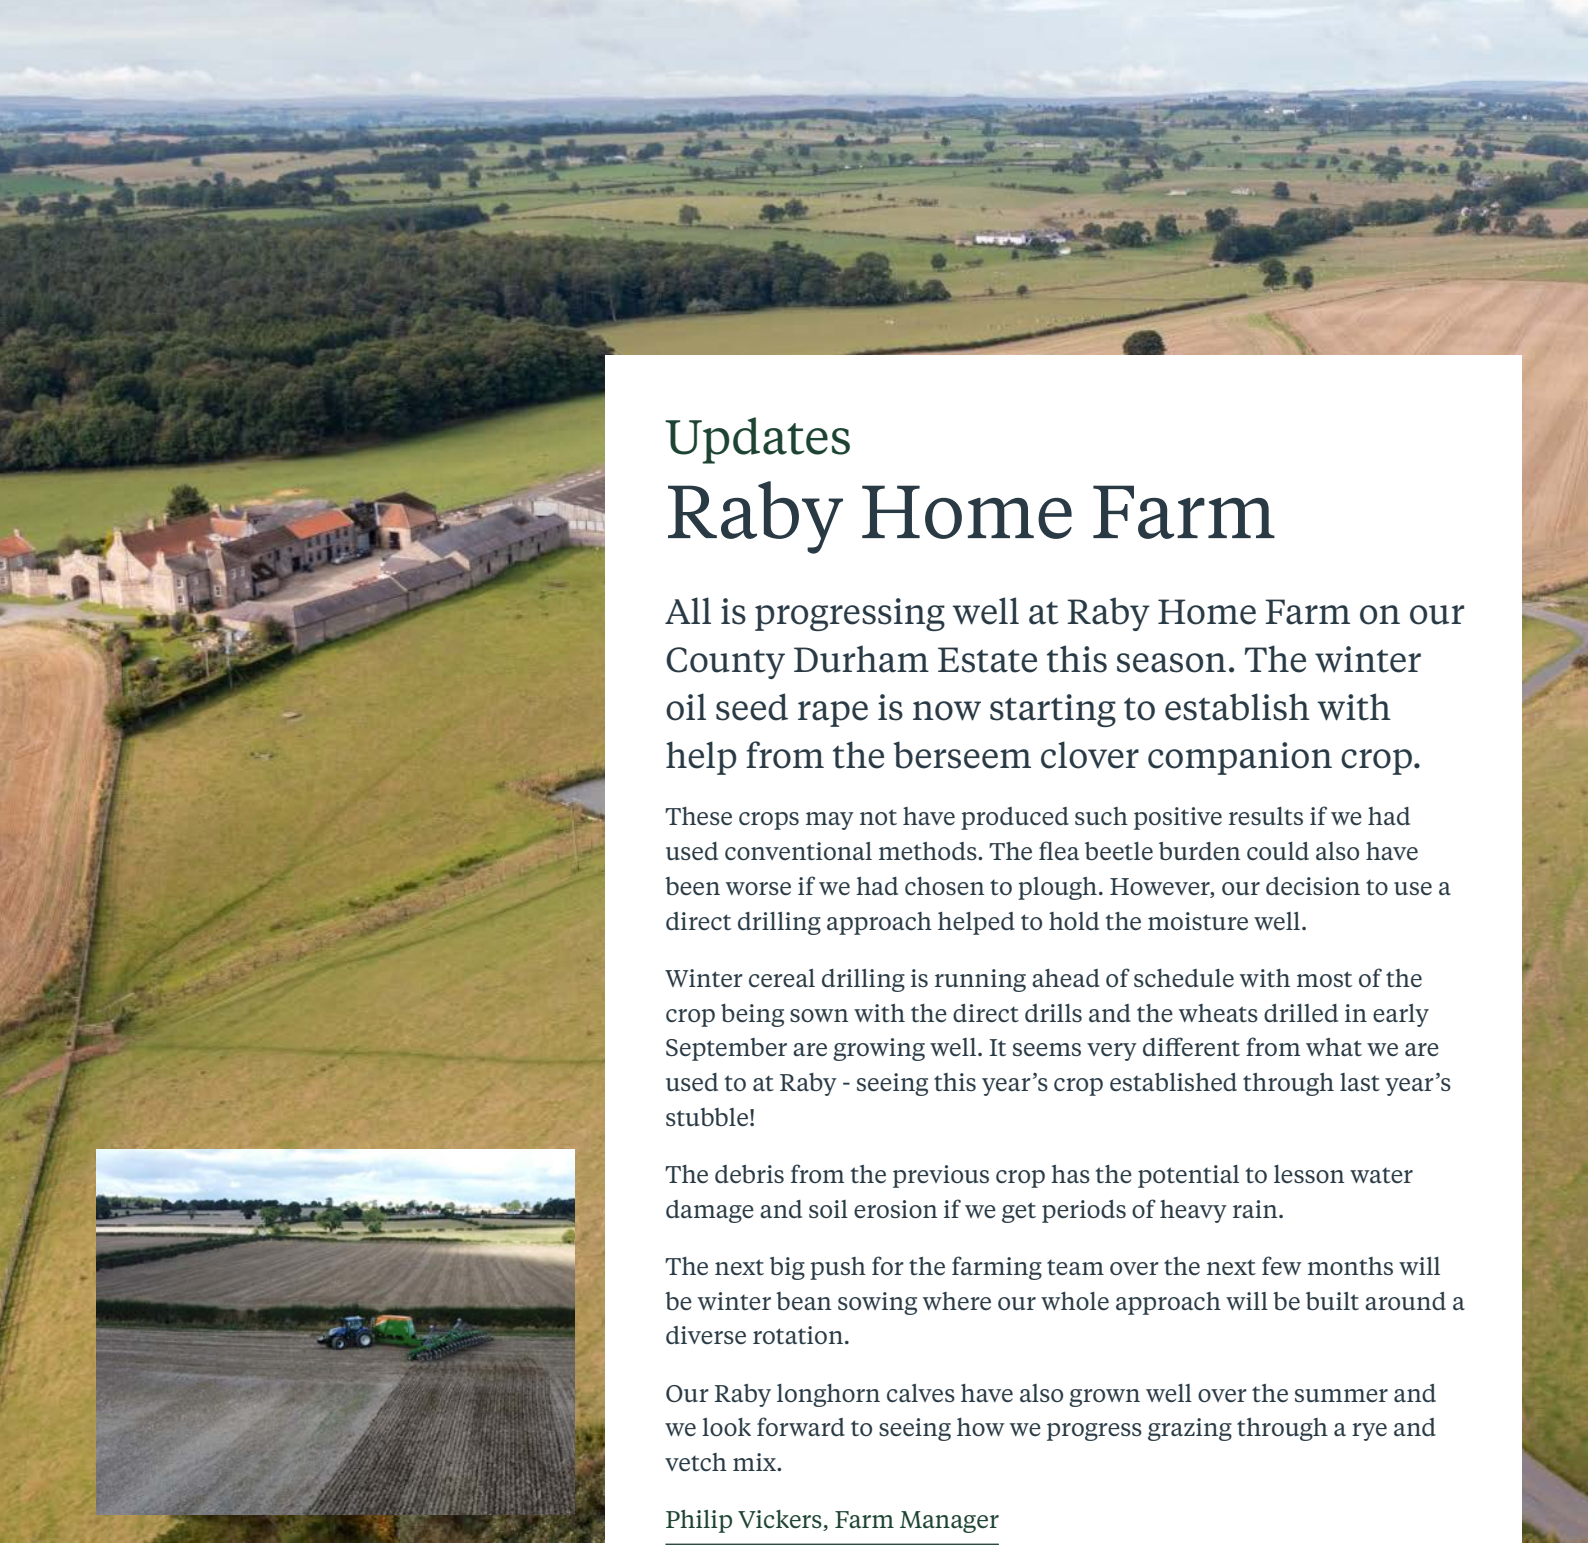 Updates
Raby Home Farm
All is progressing well at Raby Home Farm on our
County Durham Estate this season. The winter
oil seed rape is now starting to establish with
help from the berseem clover companion crop.
These crops may not have produced such positive results if we had
used conventional methods. The flea beetle burden could also have
been worse if we had chosen to plough. However, our decision to use a
direct drilling approach helped to hold the moisture well.
Winter cereal drilling is running ahead of schedule with most of the
crop being sown with the direct drills and the wheats drilled in early
September are growing well. It seems very different from what we are
used to at Raby - seeing this year’s crop established through last year’s
stubble!
The debris from the previous crop has the potential to lesson water
damage and soil erosion if we get periods of heavy rain.
The next big push for the farming team over the next few months will
be winter bean sowing where our whole approach will be built around a
diverse rotation.
Our Raby longhorn calves have also grown well over the summer and
we look forward to seeing how we progress grazing through a rye and
vetch mix.
Philip Vickers, Farm Manager